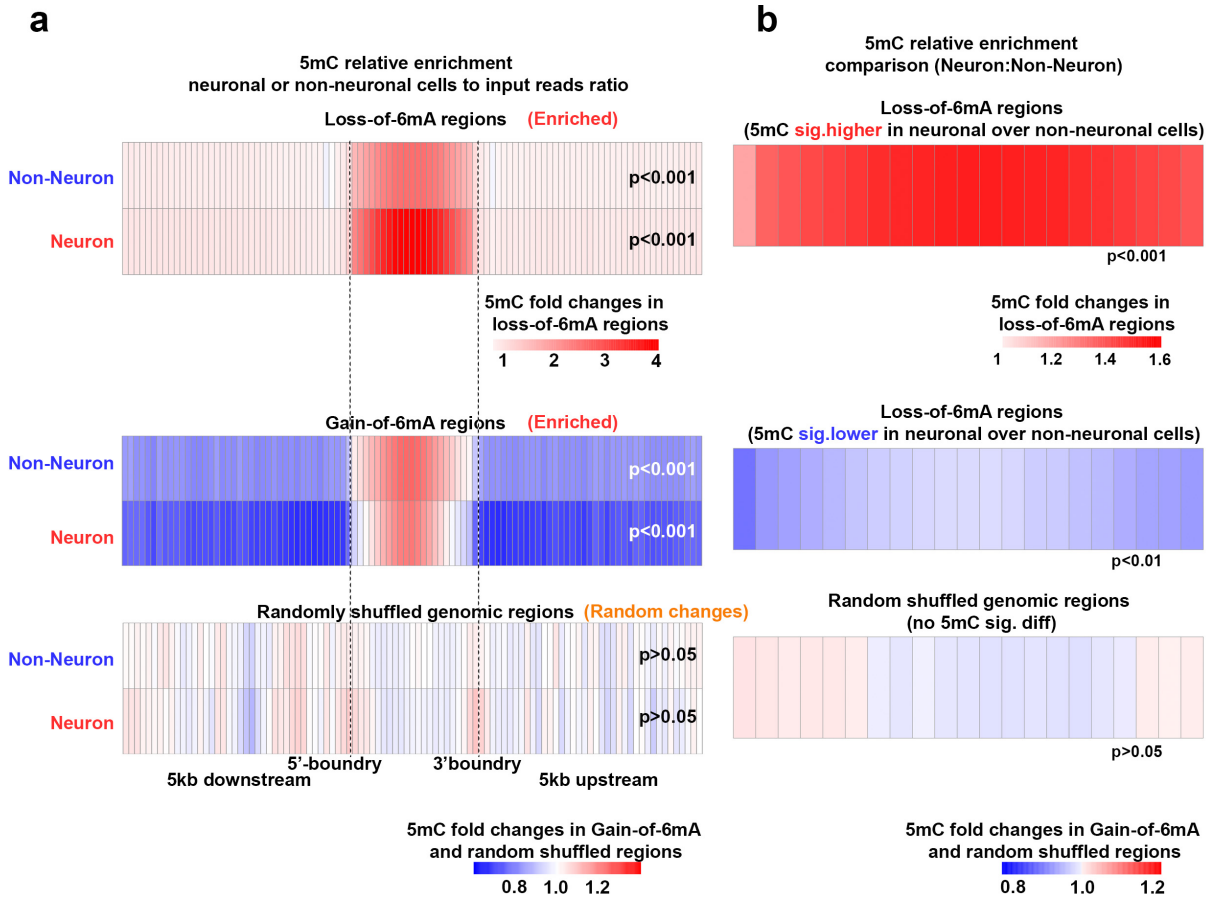 a
5mC relative enrichment
neuronal or non-neuronal cells to input reads ratio
Loss-of-6mA regions (Enriched)
Non-Neuron
p<0.001
Neuron
p<0.001
5mC fold changes in
loss-of-6mA regions
1 2 3 4
Gain-of-6mA regions (Enriched)
Non-Neuron
p<0.001
Neuron
p<0.001
Randomly shuffled genomic regions (Random changes)
Non-Neuron
p>0.05
Neuron
p>0.05
5'-boundry 3'boundry
5kb downstream 5kb upstream
5mC fold changes in Gain-of-6mA
and random shuffled regions
0.8 1.0 1.2
b
5mC relative enrichment
comparison (Neuron:Non-Neuron)
Loss-of-6mA regions
(5mC sig.higher in neuronal over non-neuronal cells)
p<0.001
5mC fold changes in
loss-of-6mA regions
1 1.2 1.4 1.6
Loss-of-6mA regions
(5mC sig.lower in neuronal over non-neuronal cells)
p<0.01
Random shuffled genomic regions
(no 5mC sig. diff)
p>0.05
5mC fold changes in Gain-of-6mA
and random shuffled regions
0.8 1.0 1.2